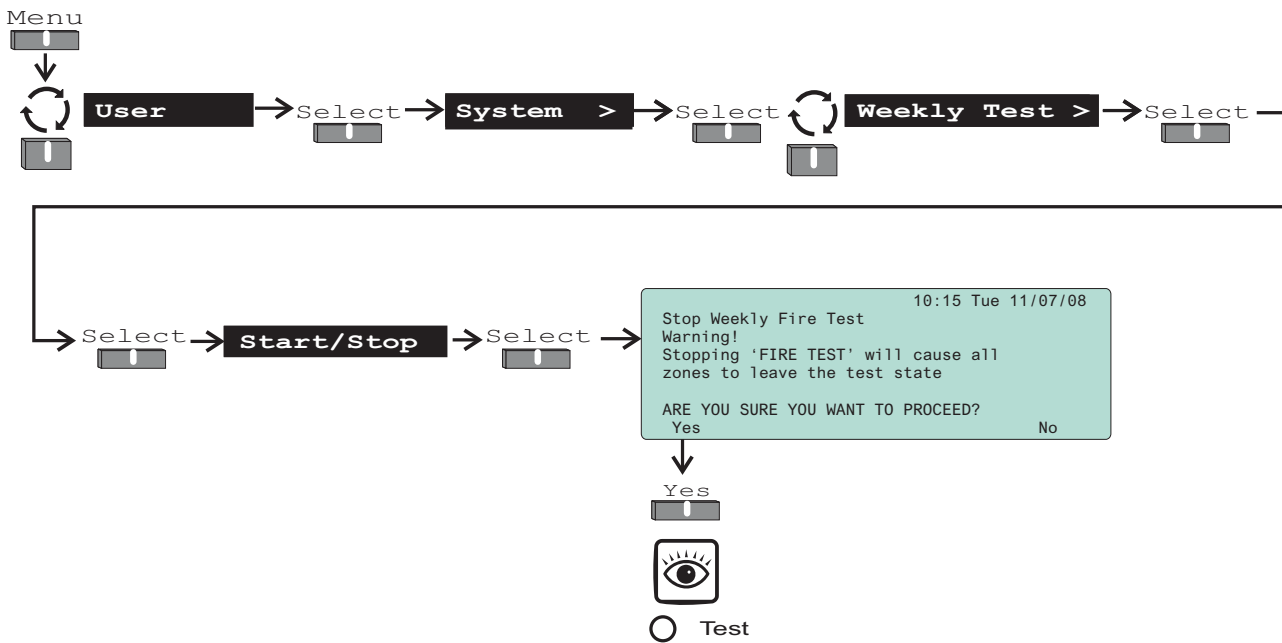 Menu
User Select System > Select Weekly Test > Select
Select Start/Stop Select
10:15 Tue 11/07/08
Stop Weekly Fire Test
Warning!
Stopping ‘FIRE TEST’ will cause all
zones to leave the test state
ARE YOU SURE YOU WANT TO PROCEED?
Yes No
Yes
Test